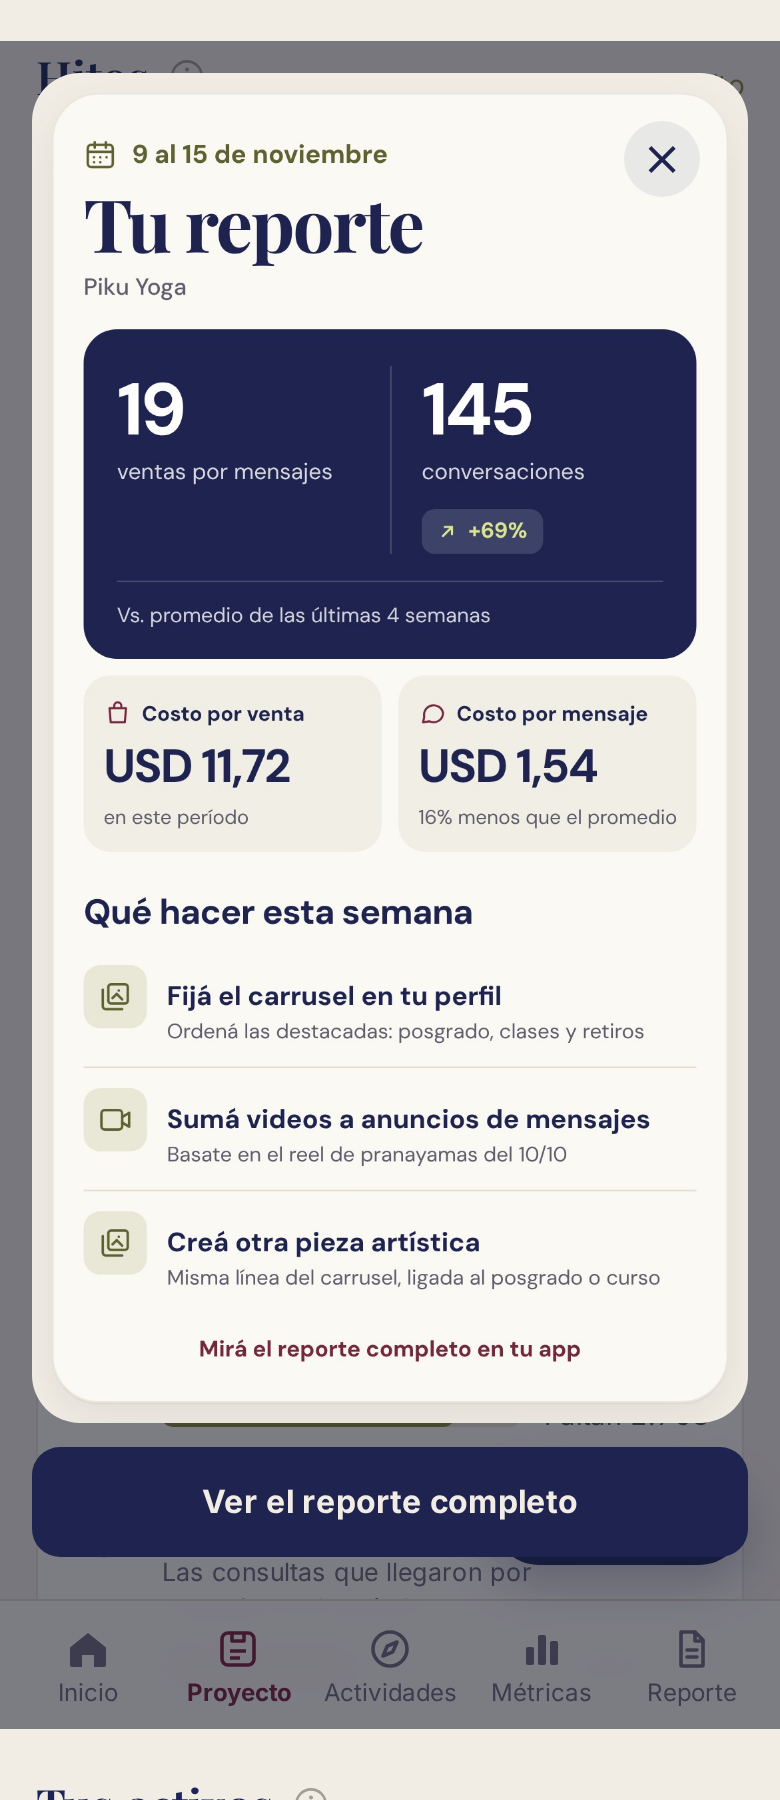 Hitos
9 al 15 de noviembre
Tu reporte
Piku Yoga
19
145
ventas por mensajes
conversaciones
+69%
Vs. promedio de las últimas 4 semanas
Costo por venta
Costo por mensaje
USD 11,72
USD 1,54
en este período
16% menos que el promedio
Qué hacer esta semana
Fijá el carrusel en tu perfil
Ordená las destacadas: posgrado, clases y retiros
Sumá videos a anuncios de mensajes
Basate en el reel de pranayamas del 10/10
Creá otra pieza artística
Misma línea del carrusel, ligada al posgrado o curso
Mirá el reporte completo en tu app
Ver el reporte completo
Las consultas que llegaron por
Inicio
Proyecto
Actividades
Métricas
Reporte